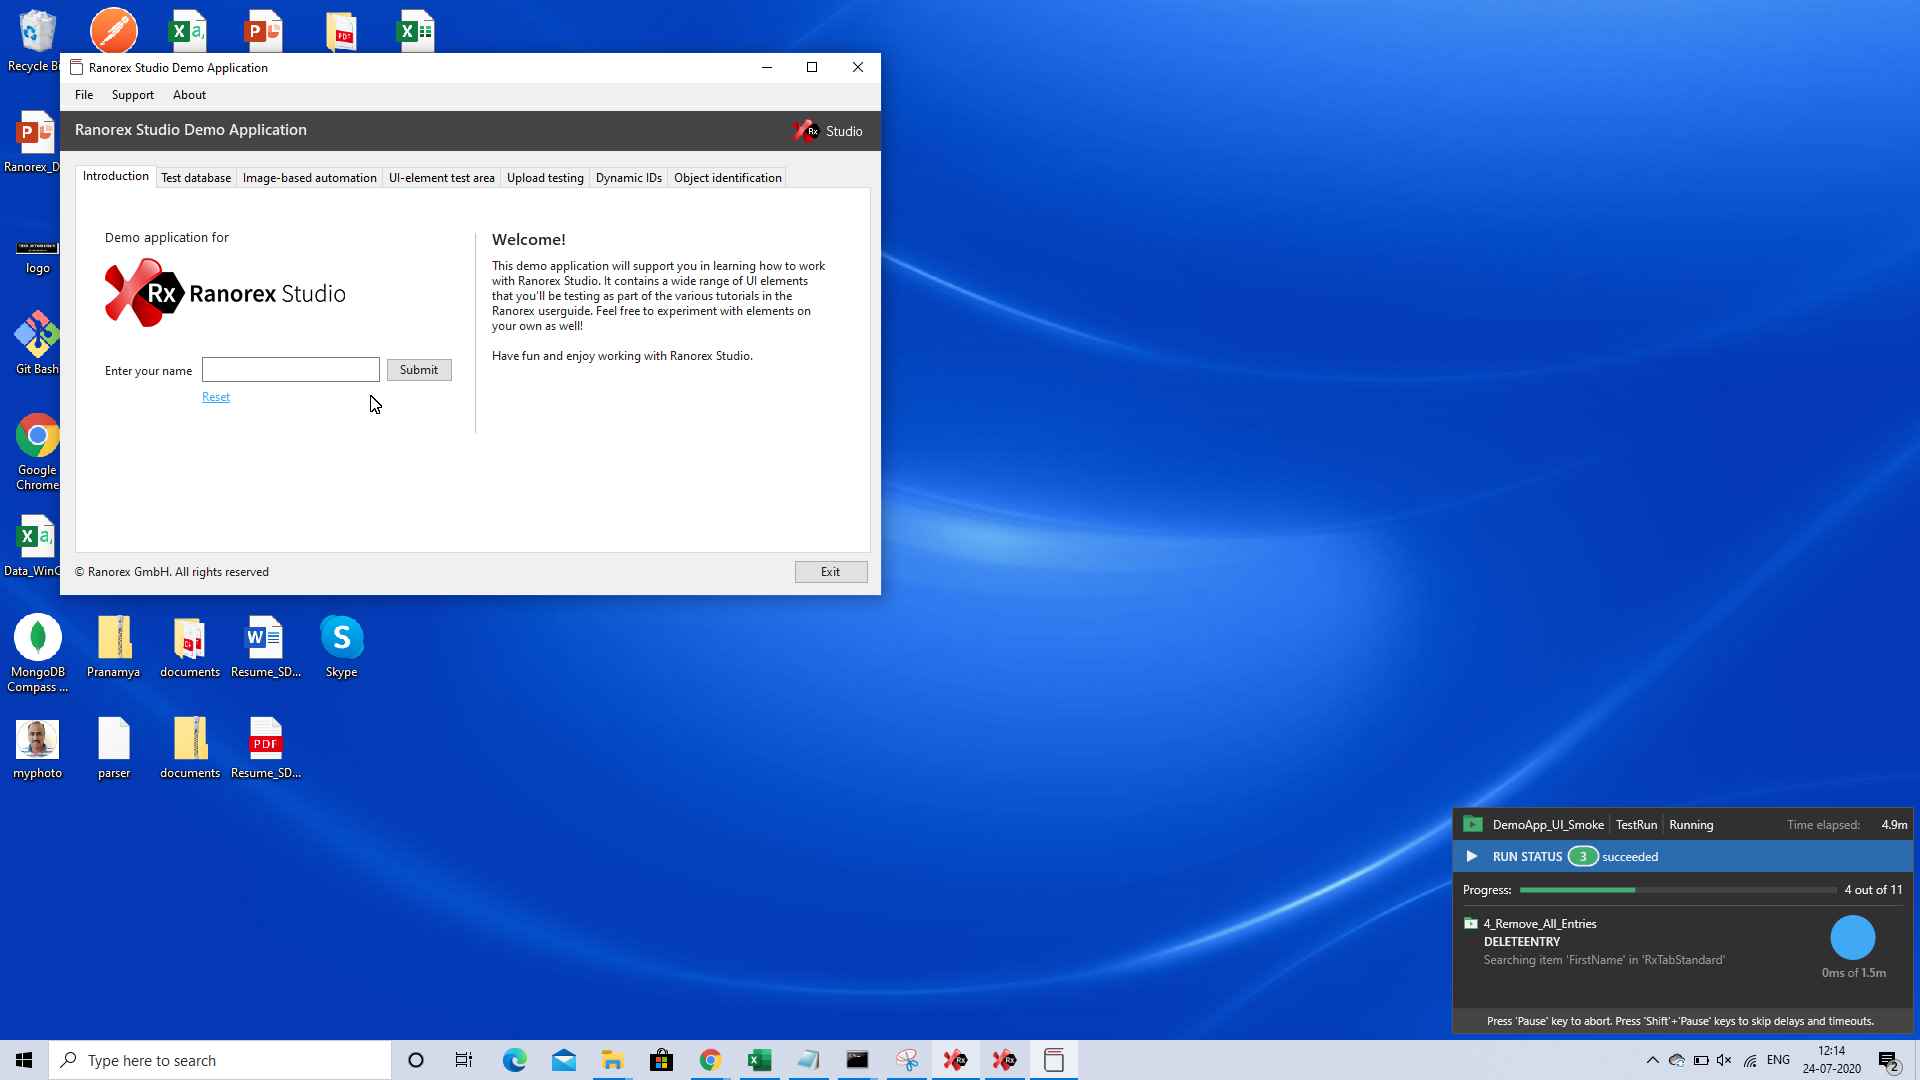 Recycle Bi
Ranorex Studio Demo Application
File Support About
Ranorex Studio Demo Application
Rx Studio
Ranorex_D
Introduction Test database Image-based automation UI-element test area Upload testing Dynamic IDs Object identification
Demo application for
Rx Ranorex Studio
Enter your name Submit
Reset
Welcome!
This demo application will support you in learning how to work
with Ranorex Studio. It contains a wide range of UI elements
that you'll be testing as part of the various tutorials in the
Ranorex userguide. Feel free to experiment with elements on
your own as well!
Have fun and enjoy working with Ranorex Studio.
© Ranorex GmbH. All rights reserved
Exit
logo
Git Bash
Google
Chrome
Data_WinC
MongoDB
Compass ...
Pranamya
documents
Resume_SD...
Skype
myphoto
parser
documents
PDF
Resume_SD...
DemoApp_UI_Smoke TestRun Running Time elapsed: 4.9m
RUN STATUS 3 succeeded
Progress: 4 out of 11
4_Remove_All_Entries
DELETEENTRY
Searching item 'FirstName' in 'RxTabStandard'
0ms of 1.5m
Press 'Pause' key to abort. Press 'Shift'+'Pause' keys to skip delays and timeouts.
Type here to search
ENG
12:14
24-07-2020
2